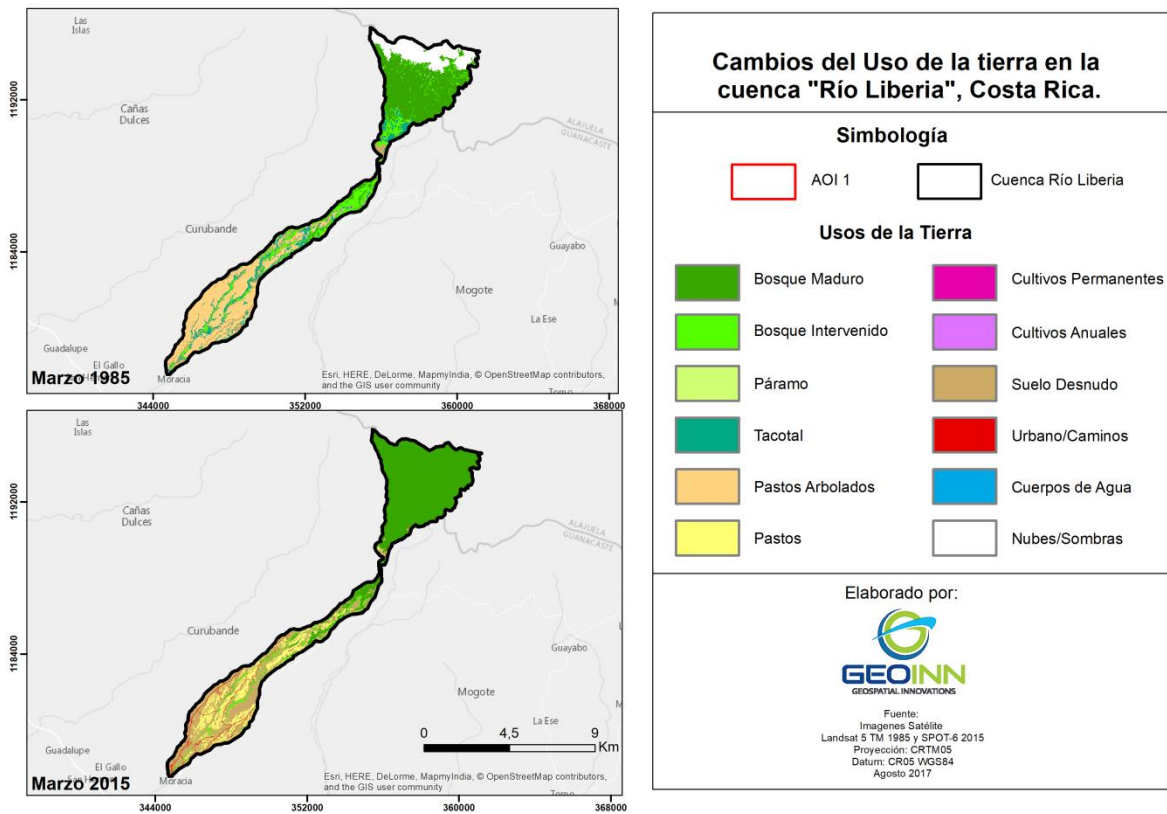 Las
Islas
1192000
Cañas
Dulces
ALAJUELA
GUANACASTE
Curubande
1184000
Guayabo
Mogote
La Ese
Guadalupe
El Gallo
Moracia
Marzo 1985
Esri, HERE, DeLorme, MapmyIndia, © OpenStreetMap contributors,
and the GIS user community
344000 352000 360000 368000
Las
Islas
1192000
Cañas
Dulces
ALAJUELA
GUANACASTE
Curubande
1184000
Guayabo
Mogote
La Ese
0 4,5 9
Km
Guadalupe
El Gallo
Moracia
Marzo 2015
Esri, HERE, DeLorme, MapmyIndia, © OpenStreetMap contributors,
and the GIS user community
344000 352000 360000 368000
Cambios del Uso de la tierra en la
cuenca "Río Liberia", Costa Rica.
Simbología
AOI 1 Cuenca Río Liberia
Usos de la Tierra
Bosque Maduro Cultivos Permanentes
Bosque Intervenido Cultivos Anuales
Páramo Suelo Desnudo
Tacotal Urbano/Caminos
Pastos Arbolados Cuerpos de Agua
Pastos Nubes/Sombras
Elaborado por:
GEOINN
GEOSPATIAL INNOVATIONS
Fuente:
Imagenes Satélite
Landsat 5 TM 1985 y SPOT-6 2015
Proyección: CRTM05
Datum: CR05 WGS84
Agosto 2017